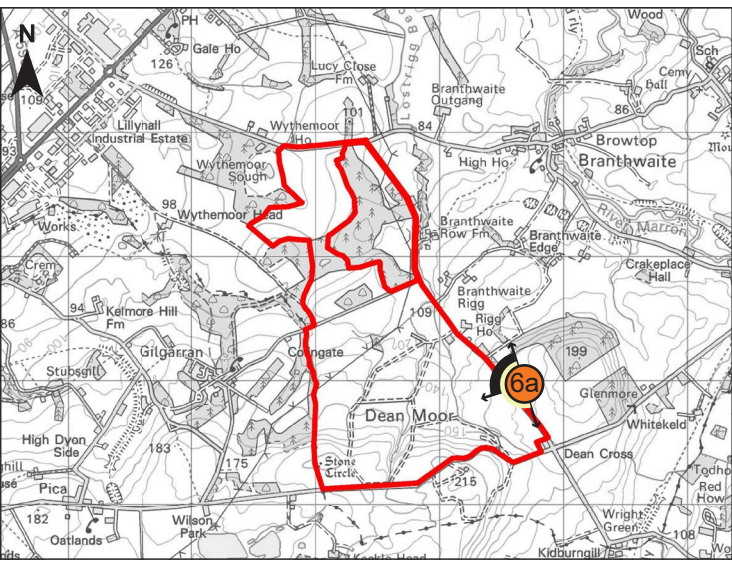 N
PH
Gale Ho
126
109
Lillyhall
Industrial Estate
Lucy Close
Fm
Lostrigg Bec
Wood
Sch
Cemy
Hall
86
Branthwaite
Outgang
101
84
Wythemoor
Ho
Wythemoor
Sough
High Ho
Browtop
Branthwaite
98
Wythemoor Head
Works
River Marron
Branthwaite
Row Fm
Branthwaite
Edge
Crakeplace
Hall
Crem
94
Kelmore Hill
Fm
86
Branthwaite
Rigg
Rigg
Ho
109
Gilgarran
Colingate
199
Stubsgill
6a
Glenmore
Dean Moor
Whitekeld
High Dyon
Side
183
150
Dean Cross
175
Stone
Circle
215
Pica
182
Oatlands
Wilson
Park
Todho
Red
How
Wright
Green
108
Kidburngill